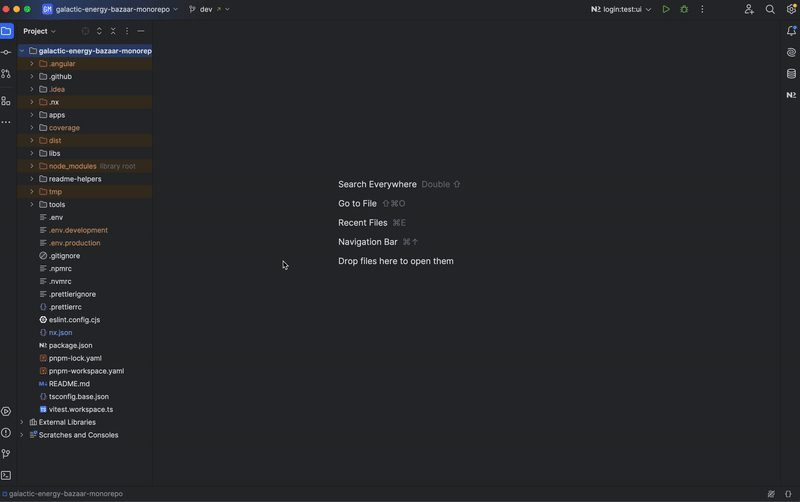 GM galactic-energy-bazaar-monorepo
dev
login:test:ui
Project
galactic-energy-bazaar-monorep
.angular
.github
.idea
.nx
apps
coverage
dist
libs
node_modules library root
readme-helpers
tmp
tools
.env
.env.development
.env.production
.gitignore
.npmrc
.nvmrc
.prettierignore
.prettierrc
eslint.config.cjs
nx.json
package.json
pnpm-lock.yaml
pnpm-workspace.yaml
README.md
tsconfig.base.json
vitest.workspace.ts
External Libraries
Scratches and Consoles
Search Everywhere Double ⇧
Go to File ⇧⌘O
Recent Files ⌘E
Navigation Bar ⌘↑
Drop files here to open them
galactic-energy-bazaar-monorepo